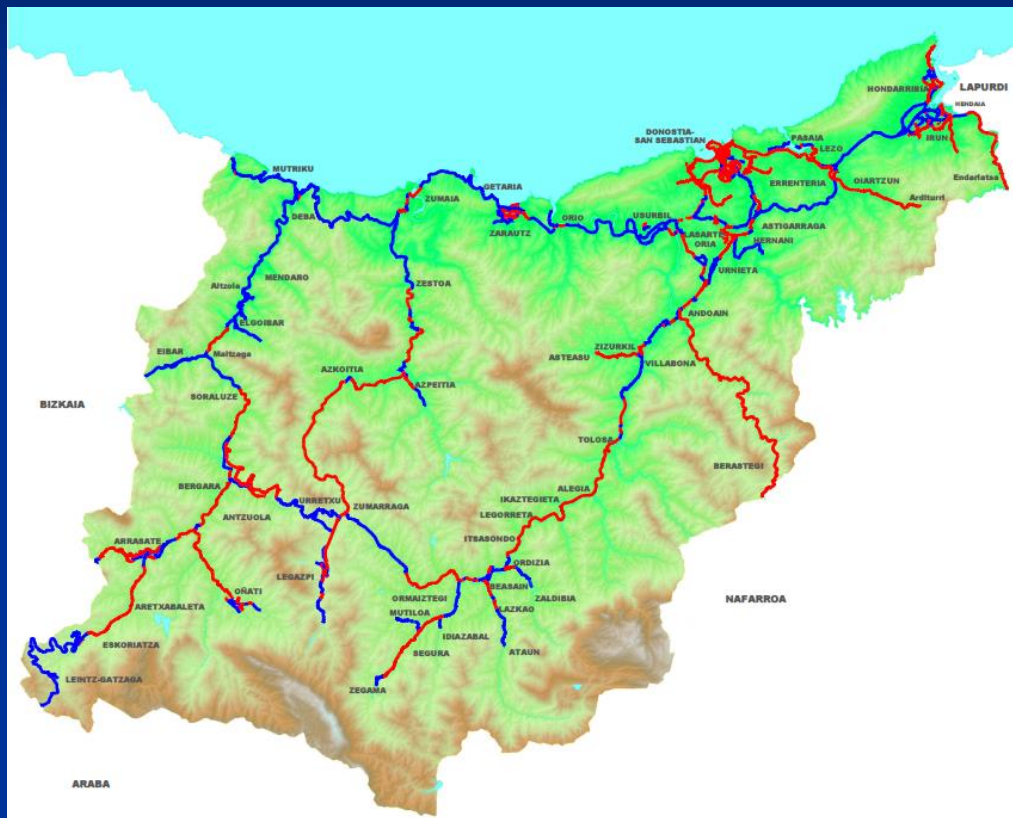 HONDARRIBIA
LAPURDI
HENDAIA
DONOSTIA-
SAN SEBASTIAN
PASAIA
LEZO
IRUN
MUTRIKU
ERRENTERIA
OIARTZUN
Endarlatsa
GETARIA
Arditurri
ZUMAIA
DEBA
ORIO
USURBIL
ZARAUTZ
ASTIGARRAGA
LASARTE
ORIA
HERNANI
MENDARO
URNIETA
Altzola
ZESTOA
ELGOIBAR
ANDOAIN
EIBAR
Maltzaga
ZIZURKIL
ASTEASU
VILLABONA
AZKOITIA
AZPEITIA
SORALUZE
BIZKAIA
TOLOSA
BERASTEGI
BERGARA
ALEGIA
URRETXU
IKAZTEGIETA
ZUMARRAGA
ANTZUOLA
LEGORRETA
ARRASATE
ITSASONDO
ORDIZIA
LEGAZPI
BEASAIN
OÑATI
ORMAIZTEGI
ZALDIBIA
NAFARROA
ARETXABALETA
MUTILOA
LAZKAO
IDIAZABAL
ESKORIATZA
SEGURA
ATAUN
LEINTZ-GATZAGA
ZEGAMA
ARABA